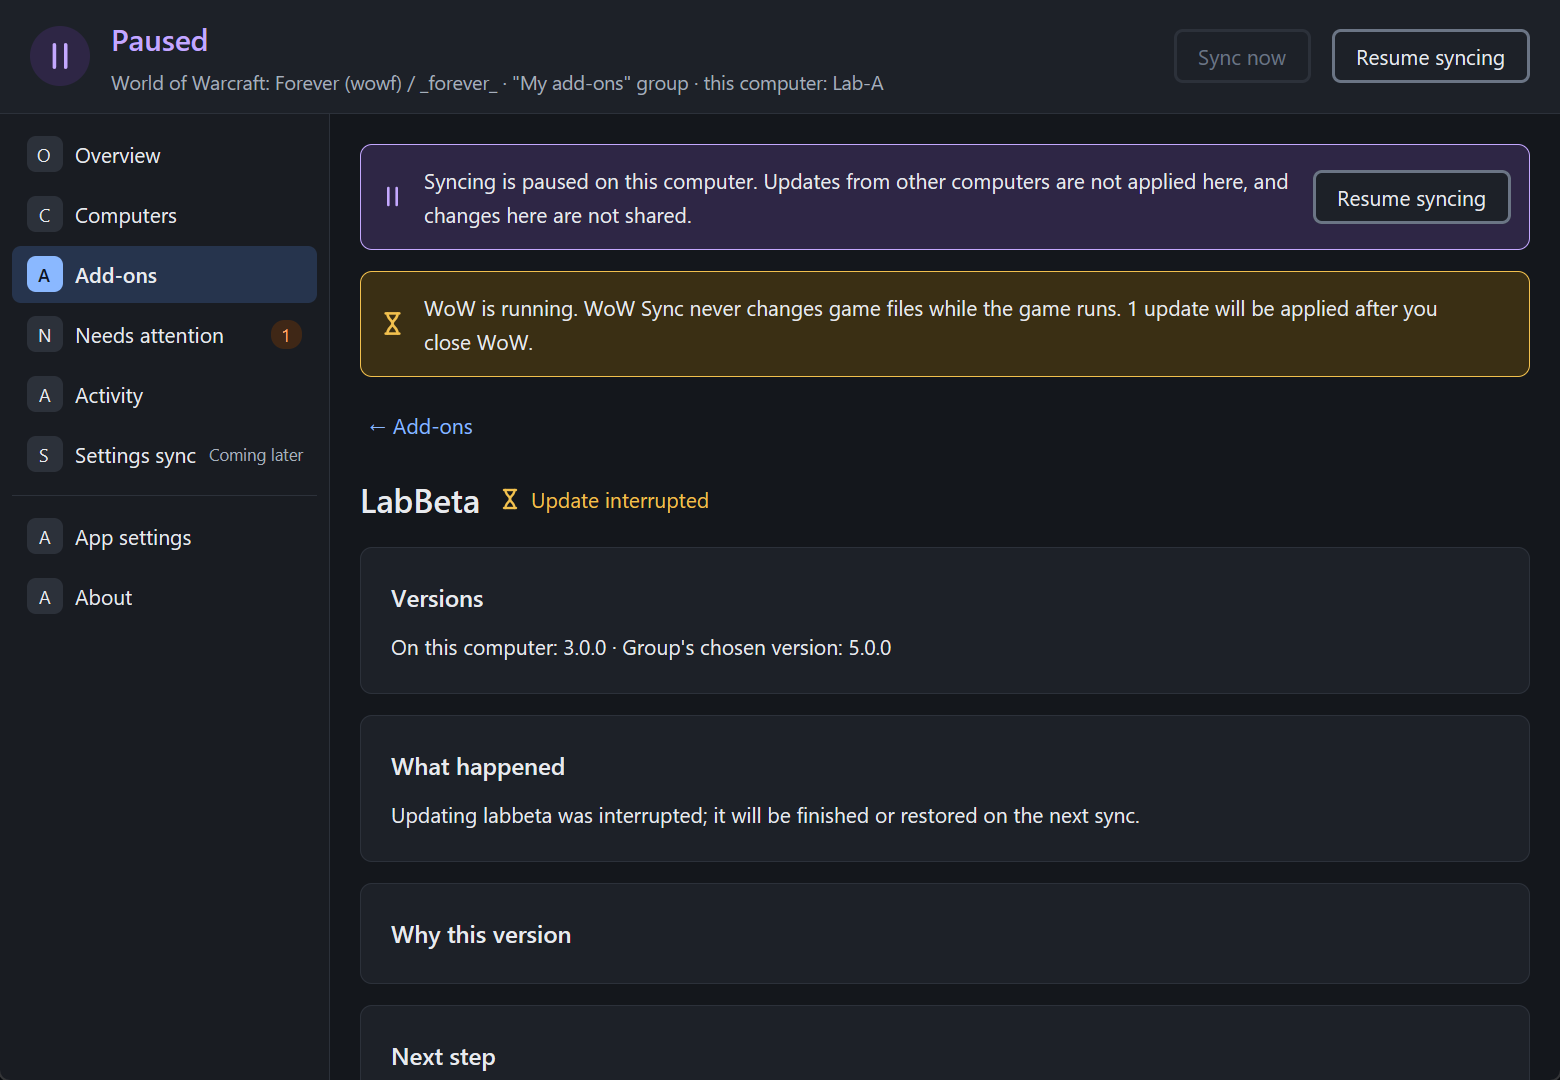 Paused
World of Warcraft: Forever (wowf) / _forever_ · "My add-ons" group · this computer: Lab-A
Sync now
Resume syncing
O Overview
C Computers
A Add-ons
N Needs attention 1
A Activity
S Settings sync Coming later
A App settings
A About
Syncing is paused on this computer. Updates from other computers are not applied here, and
changes here are not shared.
Resume syncing
WoW is running. WoW Sync never changes game files while the game runs. 1 update will be applied after you
close WoW.
← Add-ons
LabBeta Update interrupted
Versions
On this computer: 3.0.0 · Group's chosen version: 5.0.0
What happened
Updating labbeta was interrupted; it will be finished or restored on the next sync.
Why this version
Next step